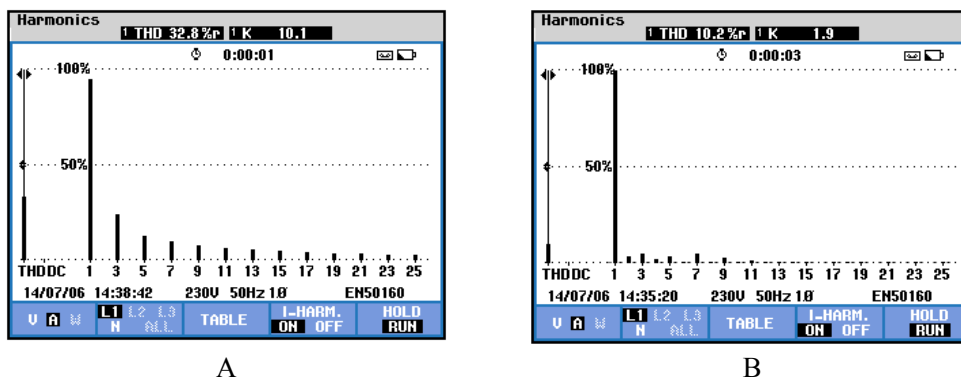 Harmonics
1 THD 32.8%r 1 K 10.1
0:00:01
100%
50%
THDDC 1 3 5 7 9 11 13 15 17 19 21 23 25
14/07/06 14:38:42 230V 50Hz 1Ø EN50160
V A W L1 L2 L3 N ALL TABLE I-HARM. ON OFF HOLD RUN
A
Harmonics
1 THD 10.2%r 1 K 1.9
0:00:03
100%
50%
THDDC 1 3 5 7 9 11 13 15 17 19 21 23 25
14/07/06 14:35:20 230V 50Hz 1Ø EN50160
V A W L1 L2 L3 N ALL TABLE I-HARM. ON OFF HOLD RUN
B